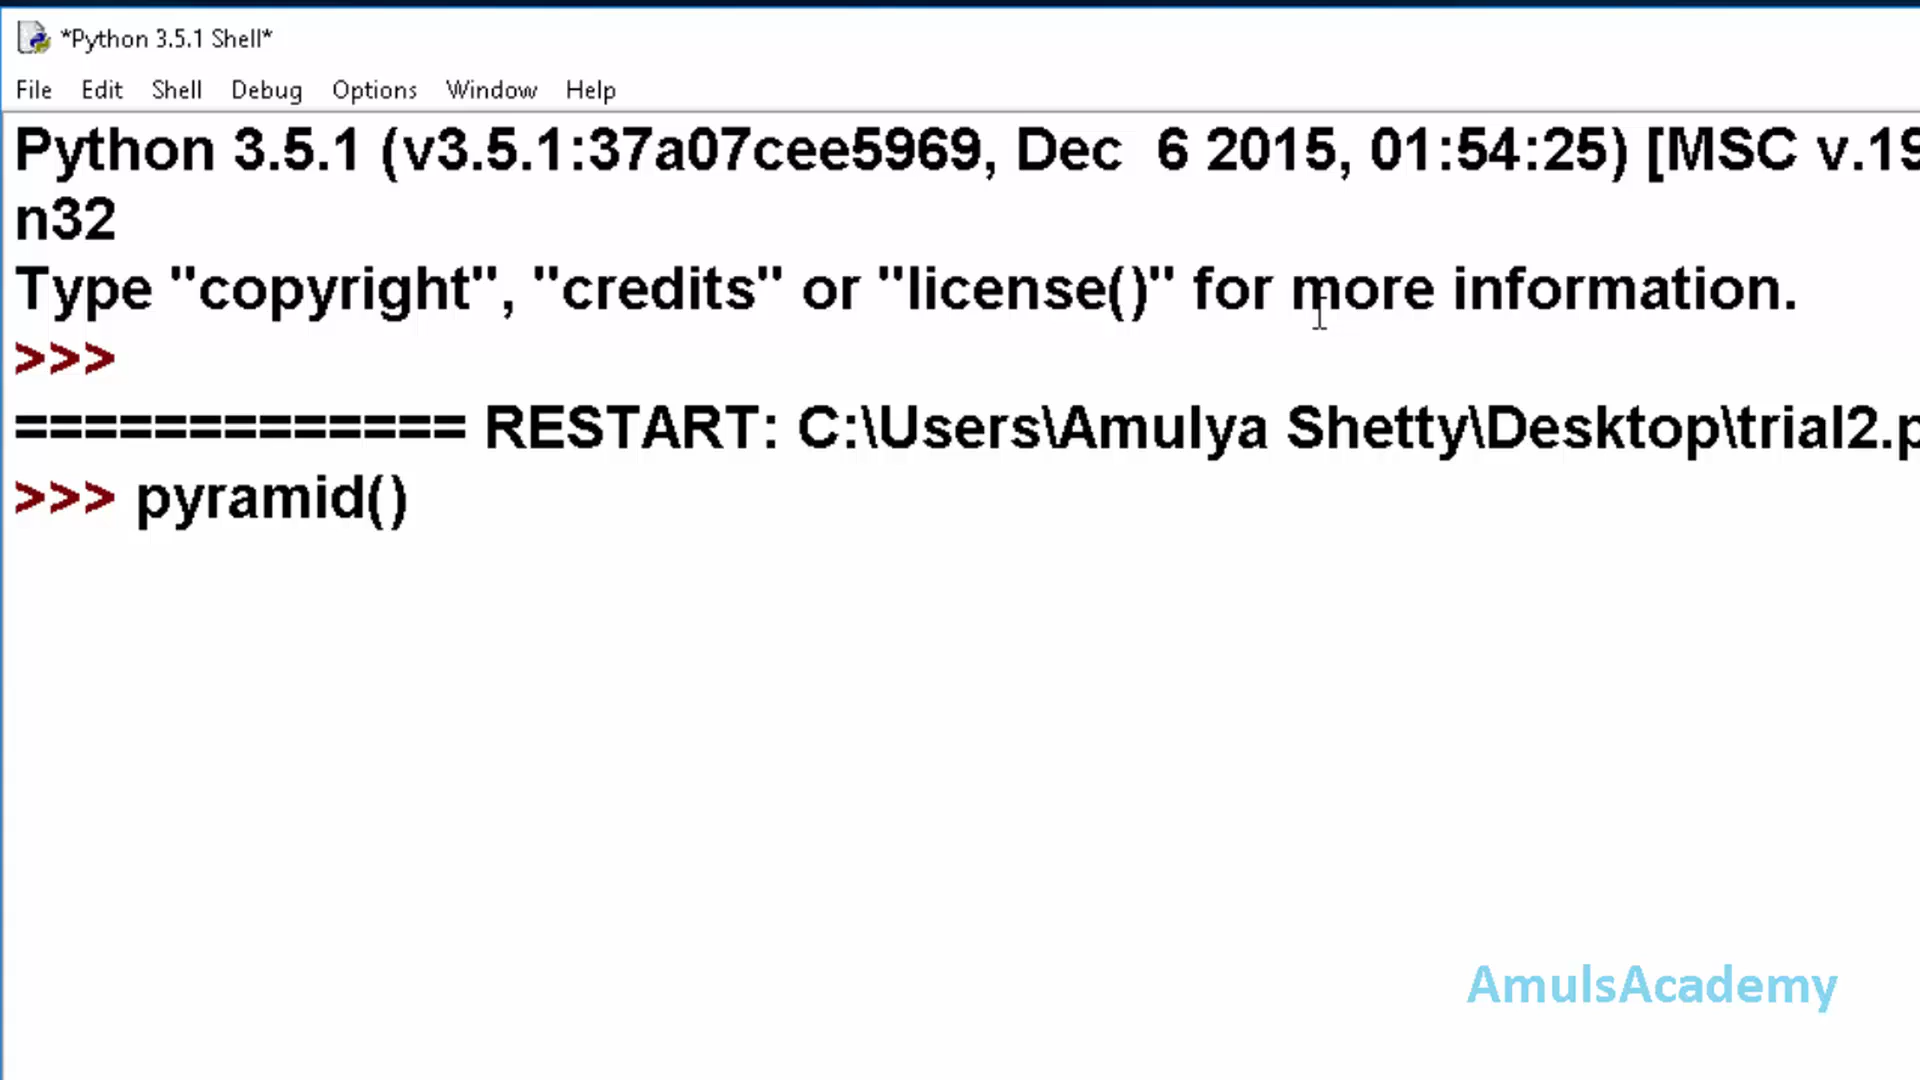 *Python 3.5.1 Shell*
File Edit Shell Debug Options Window Help
Python 3.5.1 (v3.5.1:37a07cee5969, Dec  6 2015, 01:54:25) [MSC v.19
n32
Type "copyright", "credits" or "license()" for more information.
>>>
============= RESTART: C:\Users\Amulya Shetty\Desktop\trial2.p
>>> pyramid()
AmulsAcademy